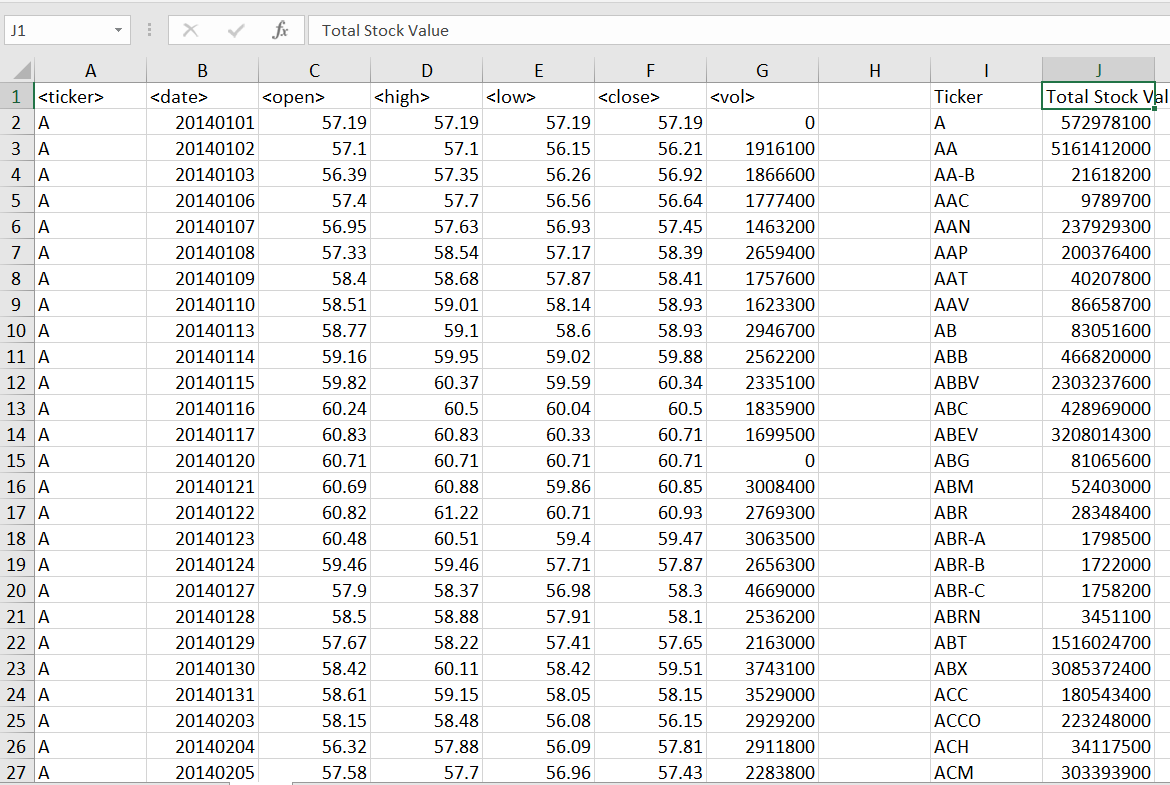 J1 fx Total Stock Value
A B C D E F G H I J
1 <ticker> <date> <open> <high> <low> <close> <vol> Ticker Total Stock Val
2 A 20140101 57.19 57.19 57.19 57.19 0 A 572978100
3 A 20140102 57.1 57.1 56.15 56.21 1916100 AA 5161412000
4 A 20140103 56.39 57.35 56.26 56.92 1866600 AA-B 21618200
5 A 20140106 57.4 57.7 56.56 56.64 1777400 AAC 9789700
6 A 20140107 56.95 57.63 56.93 57.45 1463200 AAN 237929300
7 A 20140108 57.33 58.54 57.17 58.39 2659400 AAP 200376400
8 A 20140109 58.4 58.68 57.87 58.41 1757600 AAT 40207800
9 A 20140110 58.51 59.01 58.14 58.93 1623300 AAV 86658700
10 A 20140113 58.77 59.1 58.6 58.93 2946700 AB 83051600
11 A 20140114 59.16 59.95 59.02 59.88 2562200 ABB 466820000
12 A 20140115 59.82 60.37 59.59 60.34 2335100 ABBV 2303237600
13 A 20140116 60.24 60.5 60.04 60.5 1835900 ABC 428969000
14 A 20140117 60.83 60.83 60.33 60.71 1699500 ABEV 3208014300
15 A 20140120 60.71 60.71 60.71 60.71 0 ABG 81065600
16 A 20140121 60.69 60.88 59.86 60.85 3008400 ABM 52403000
17 A 20140122 60.82 61.22 60.71 60.93 2769300 ABR 28348400
18 A 20140123 60.48 60.51 59.4 59.47 3063500 ABR-A 1798500
19 A 20140124 59.46 59.46 57.71 57.87 2656300 ABR-B 1722000
20 A 20140127 57.9 58.37 56.98 58.3 4669000 ABR-C 1758200
21 A 20140128 58.5 58.88 57.91 58.1 2536200 ABRN 3451100
22 A 20140129 57.67 58.22 57.41 57.65 2163000 ABT 1516024700
23 A 20140130 58.42 60.11 58.42 59.51 3743100 ABX 3085372400
24 A 20140131 58.61 59.15 58.05 58.15 3529000 ACC 180543400
25 A 20140203 58.15 58.48 56.08 56.15 2929200 ACCO 223248000
26 A 20140204 56.32 57.88 56.09 57.81 2911800 ACH 34117500
27 A 20140205 57.58 57.7 56.96 57.43 2283800 ACM 303393900